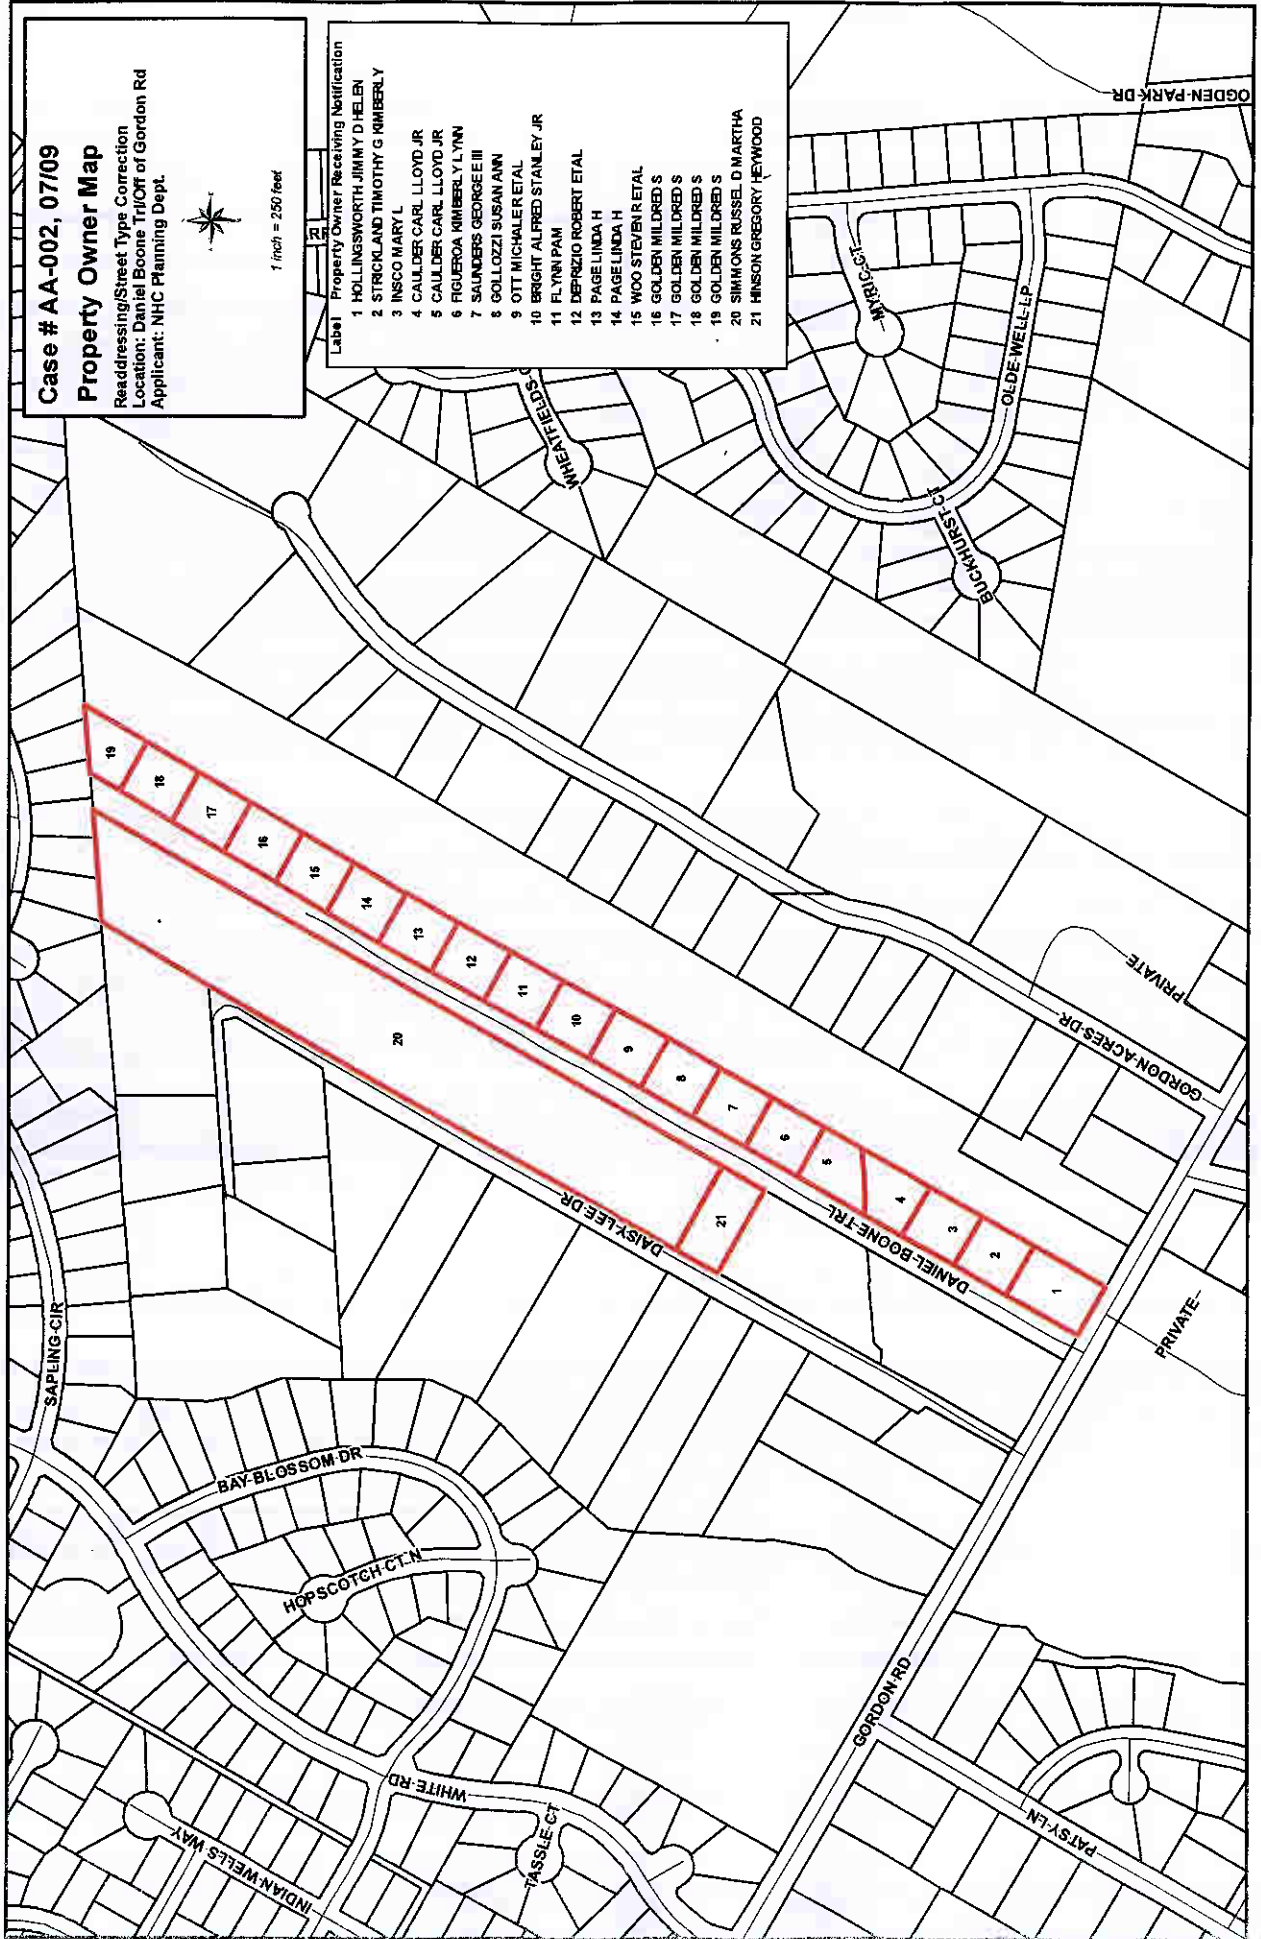 Case # AA-002, 07/09
Property Owner Map
Readdressing/Street Type Correction
Location: Daniel Boone Trl/Off of Gordon Rd
Applicant: NHC Planning Dept.
1 inch = 250 feet
Label Property Owner Receiving Notification
1 HOLLINGSWORTH JIMMY D HELEN
2 STRICKLAND TIMOTHY G KIMBERLY
3 INSCO MARY L
4 CAULDER CARL LLOYD JR
5 CAULDER CARL LLOYD JR
6 FIGUEROA KIMBERLY LYNN
7 SAUNDERS GEORGE E III
8 GOLLOZZI SUSAN ANN
9 OTT MICHALE R ETAL
10 BRIGHT ALFRED STANLEY JR
11 FLYNN PAM
12 DEPRIZIO ROBERT ETAL
13 PAGE LINDA H
14 PAGE LINDA H
15 WOO STEVEN R ETAL
16 GOLDEN MILDRED S
17 GOLDEN MILDRED S
18 GOLDEN MILDRED S
19 GOLDEN MILDRED S
20 SIMMONS RUSSEL D MARTHA
21 HINSON GREGORY HEYWOOD
SAPLING CIR
BAY BLOSSOM DR
HOPSCOTCH CT N
WHITE RD
INDIAN WELLS WAY
TASSLE CT
GORDON RD
PATSY LN
DAISY LEE DR
DANIEL BOONE TRL
GORDON ACRES DR
PRIVATE
PRIVATE
WHEATFIELDS C
BUCKHURST CT
OLDE WELL LP
MYRIC CT
OGDEN PARK DR
19
18
17
16
15
14
13
12
11
10
9
8
7
6
5
4
3
2
1
20
21